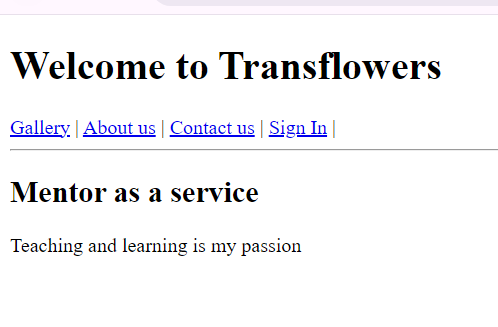 Welcome to Transflowers
Gallery | About us | Contact us | Sign In |
Mentor as a service
Teaching and learning is my passion